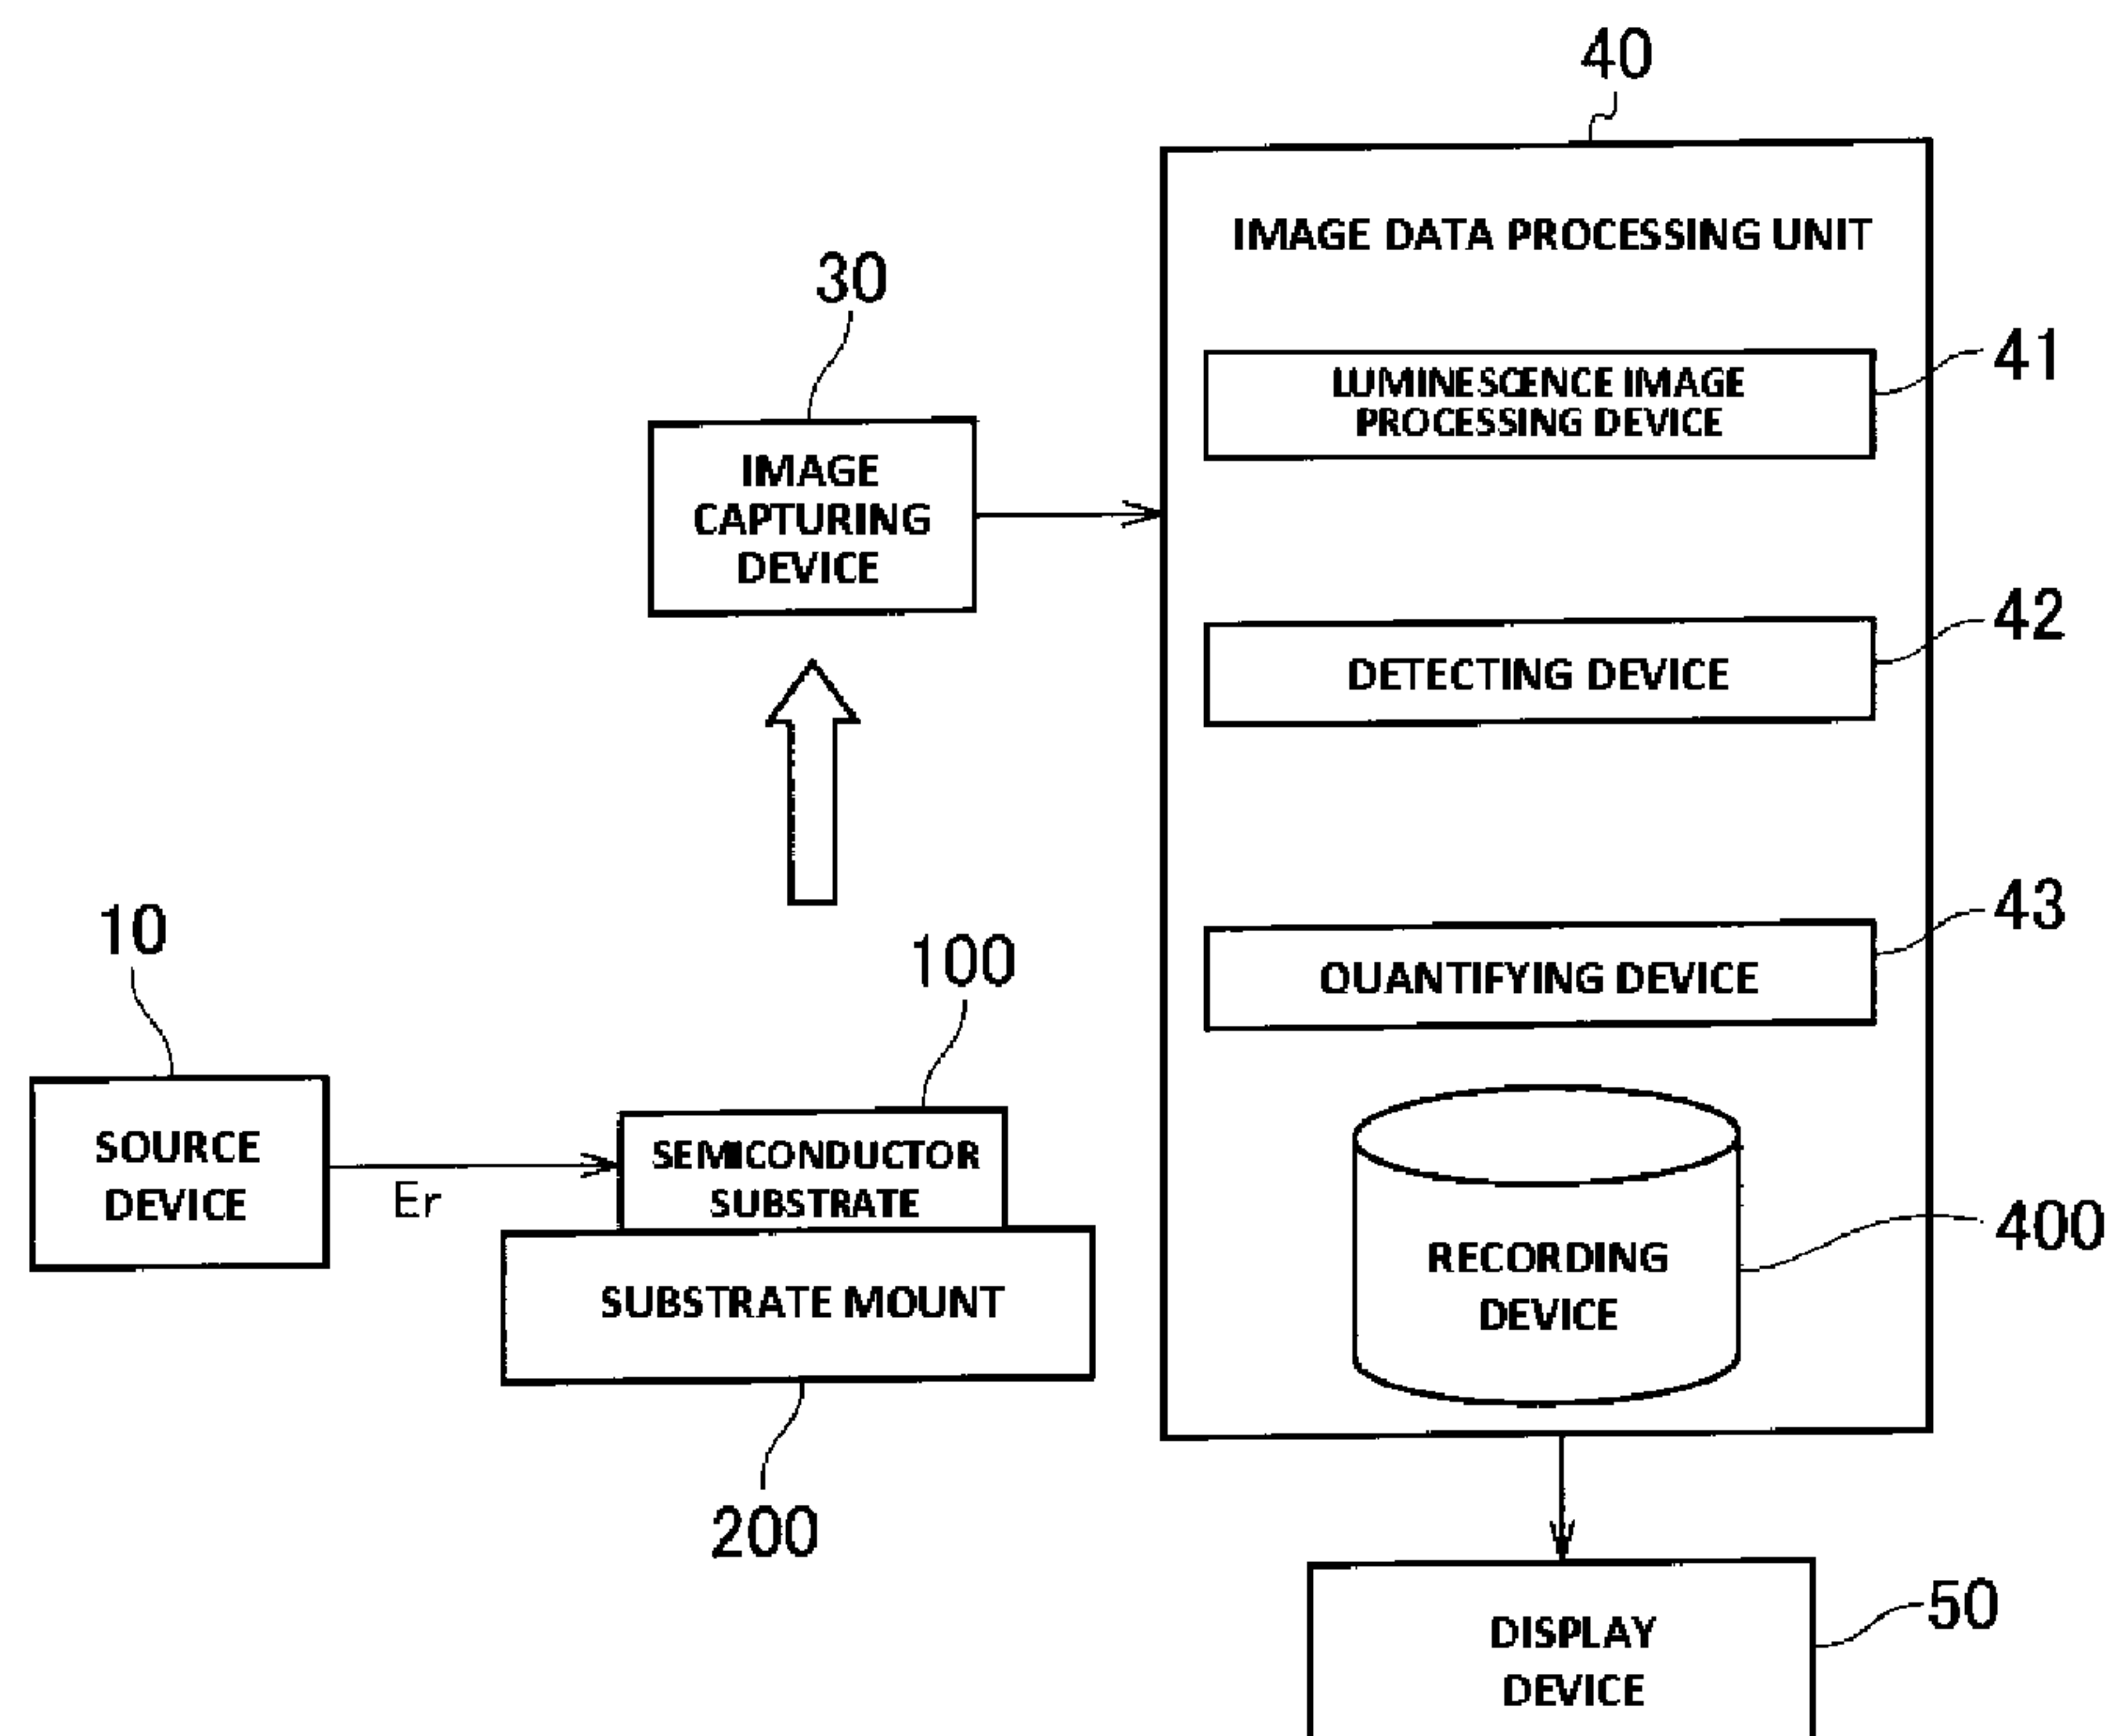 40
IMAGE DATA PROCESSING UNIT
30
41
LUMINESCENCE IMAGE
PROCESSING DEVICE
IMAGE
CAPTURING
DEVICE
42
DETECTING DEVICE
43
QUANTIFYING DEVICE
10
100
SOURCE
DEVICE
Er
SEMICONDUCTOR
SUBSTRATE
SUBSTRATE MOUNT
200
400
RECORDING
DEVICE
50
DISPLAY
DEVICE